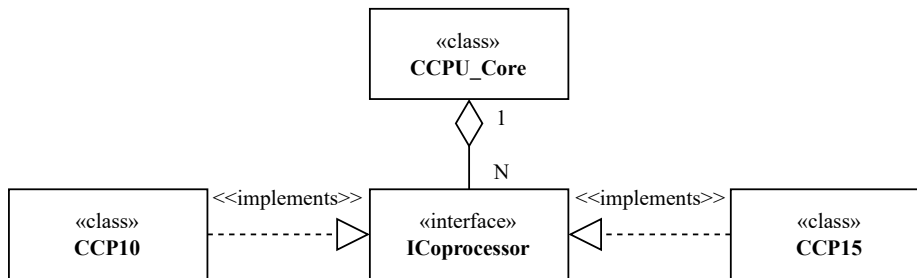 «class»
CCPU_Core
1
N
<<implements>>
<<implements>>
«class»
CCP10
«interface»
ICoprocessor
«class»
CCP15